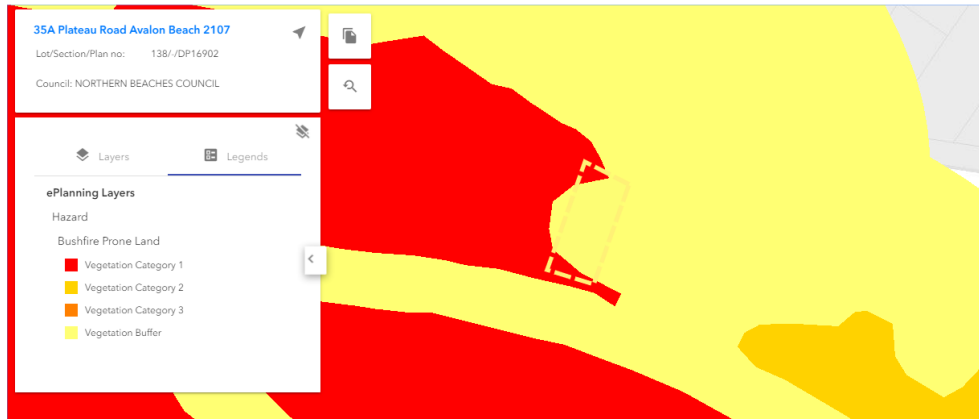 35A Plateau Road Avalon Beach 2107
Lot/Section/Plan no: 138/-/DP16902
Council: NORTHERN BEACHES COUNCIL
Layers Legends
ePlanning Layers
Hazard
Bushfire Prone Land
Vegetation Category 1
Vegetation Category 2
Vegetation Category 3
Vegetation Buffer